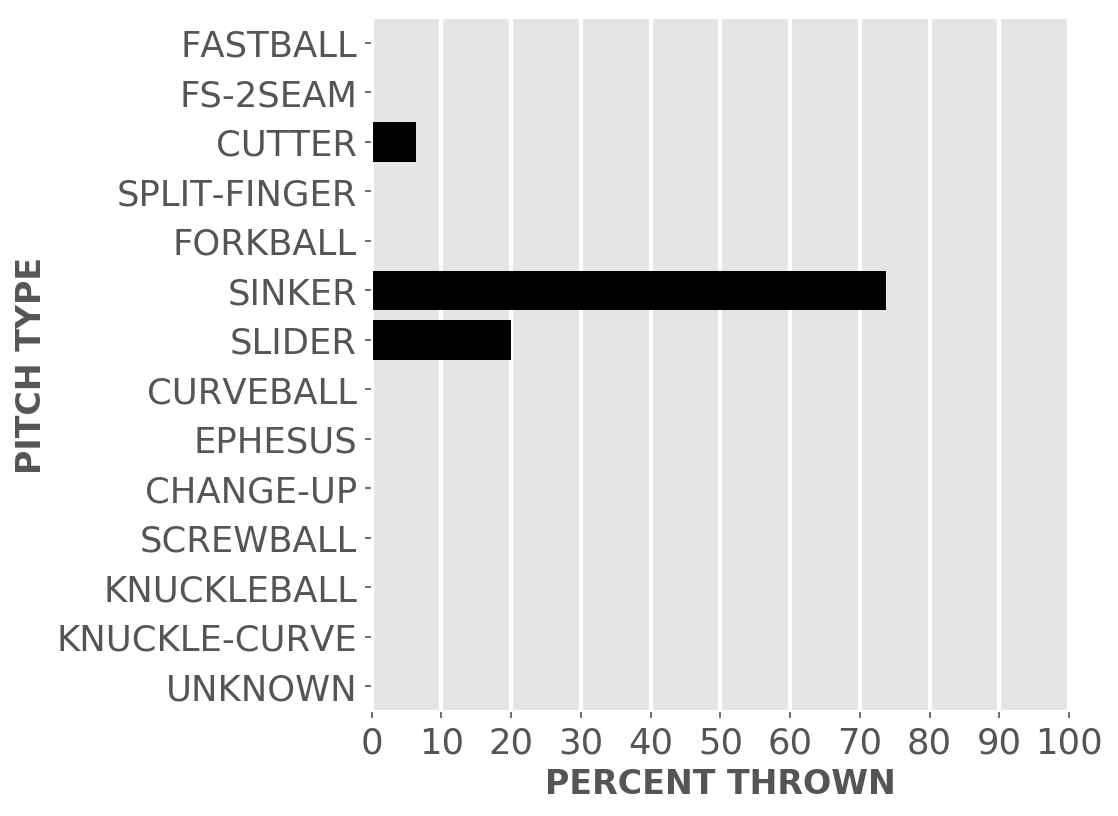 FASTBALL
FS-2SEAM
CUTTER
SPLIT-FINGER
FORKBALL
SINKER
SLIDER
CURVEBALL
EPHESUS
CHANGE-UP
SCREWBALL
KNUCKLEBALL
KNUCKLE-CURVE
UNKNOWN
PITCH TYPE
0 10 20 30 40 50 60 70 80 90 100
PERCENT THROWN